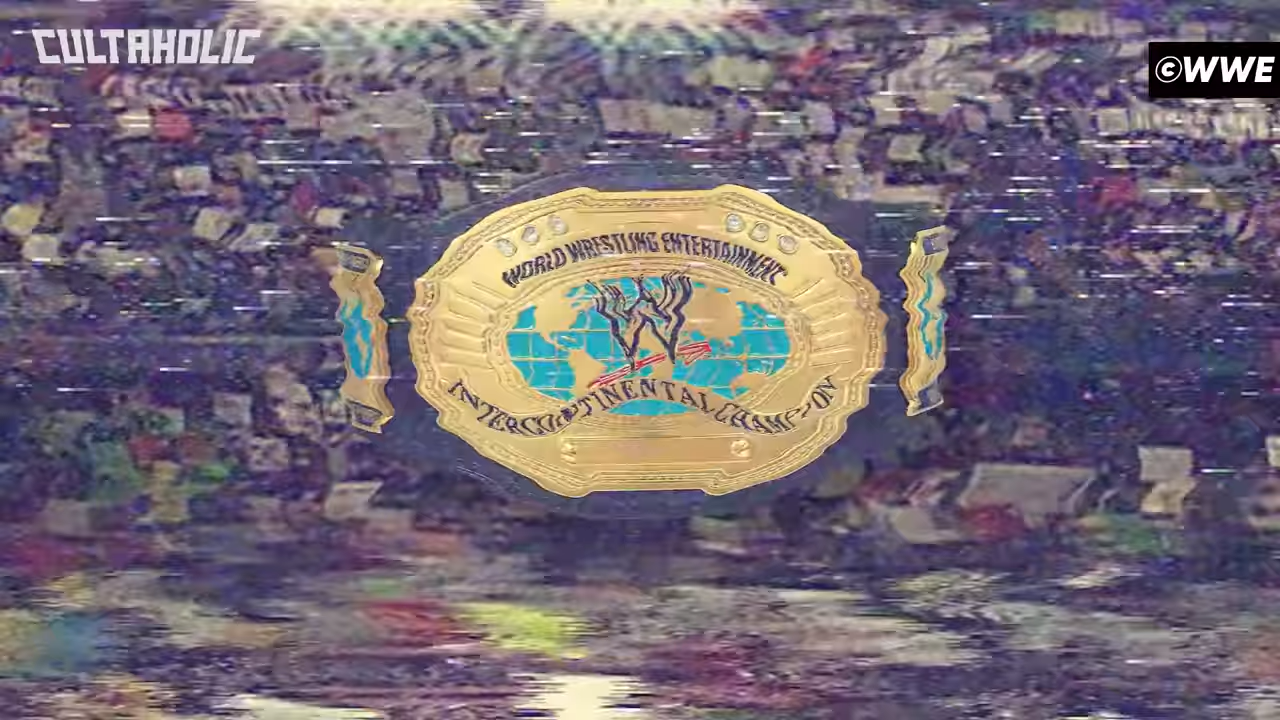 CULTAHOLIC
©WWE
WORLD WRESTLING ENTERTAINMENT
W
INTERCONTINENTAL CHAMPION